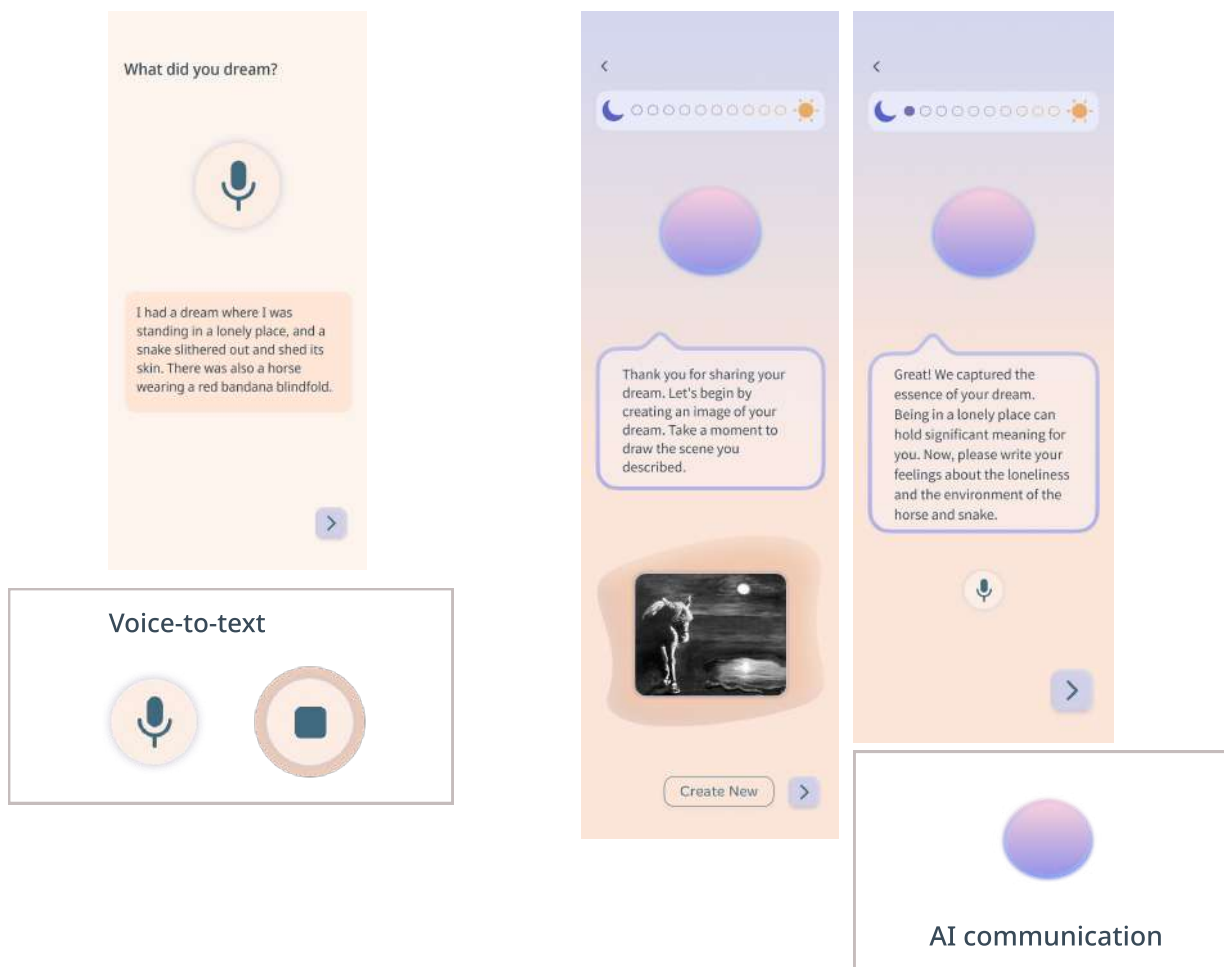 What did you dream?
I had a dream where I was
standing in a lonely place, and a
snake slithered out and shed its
skin. There was also a horse
wearing a red bandana blindfold.
Voice-to-text
Thank you for sharing your
dream. Let's begin by
creating an image of your
dream. Take a moment to
draw the scene you
described.
Create New
Great! We captured the
essence of your dream.
Being in a lonely place can
hold significant meaning for
you. Now, please write your
feelings about the loneliness
and the environment of the
horse and snake.
AI communication